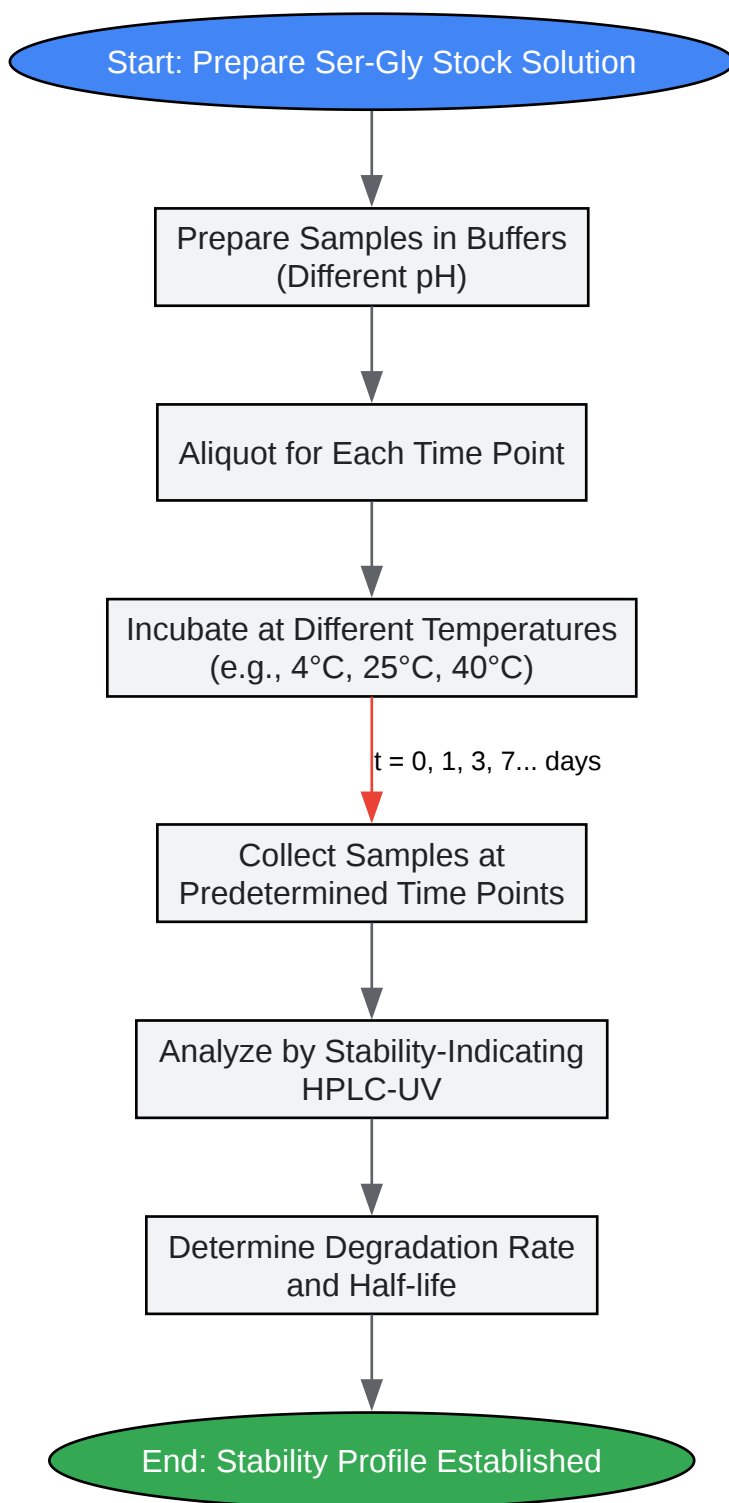 Start: Prepare Ser-Gly Stock Solution
Prepare Samples in Buffers
(Different pH)
Aliquot for Each Time Point
Incubate at Different Temperatures
(e.g., 4°C, 25°C, 40°C)
t = 0, 1, 3, 7... days
Collect Samples at
Predetermined Time Points
Analyze by Stability-Indicating
HPLC-UV
Determine Degradation Rate
and Half-life
End: Stability Profile Established